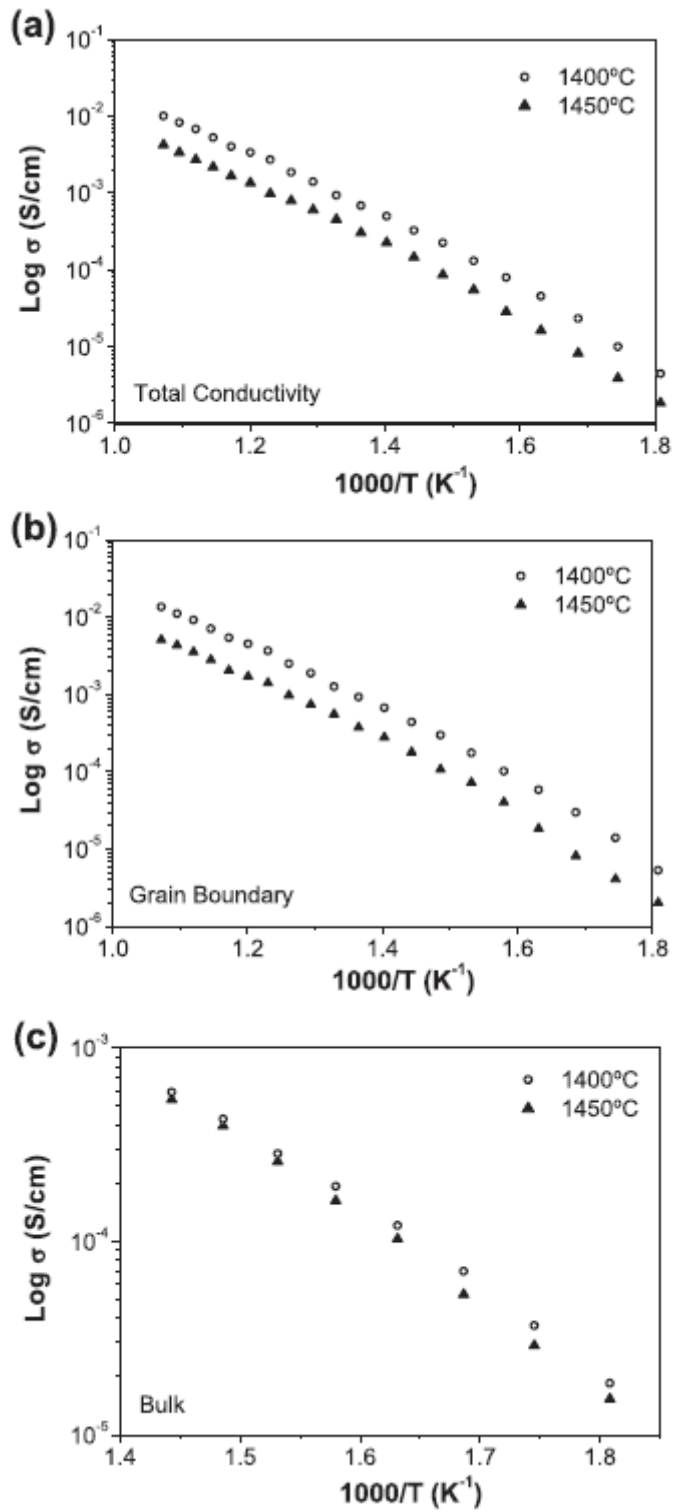 (a)
10⁻¹
1400ºC
1450ºC
10⁻²
10⁻³
10⁻⁴
10⁻⁵
10⁻⁶
Log σ (S/cm)
Total Conductivity
1.0 1.2 1.4 1.6 1.8
1000/T (K⁻¹)
(b)
10⁻¹
1400ºC
1450ºC
10⁻²
10⁻³
10⁻⁴
10⁻⁵
10⁻⁶
Log σ (S/cm)
Grain Boundary
1.0 1.2 1.4 1.6 1.8
1000/T (K⁻¹)
(c)
10⁻³
1400ºC
1450ºC
10⁻⁴
10⁻⁵
Log σ (S/cm)
Bulk
1.4 1.5 1.6 1.7 1.8
1000/T (K⁻¹)